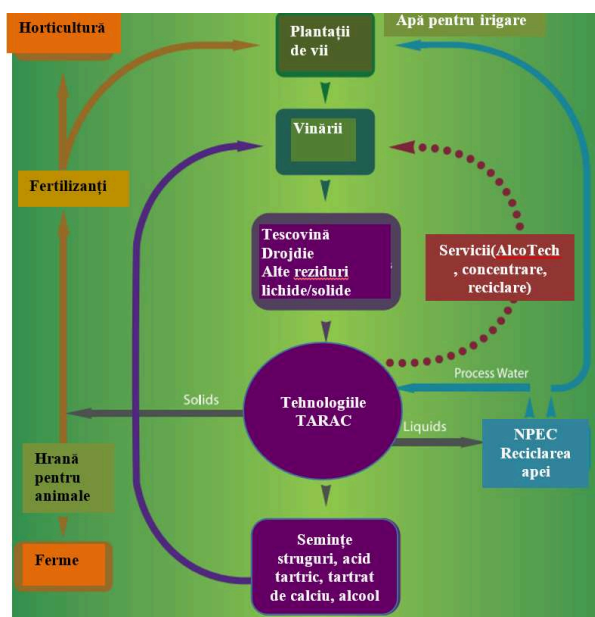 Horticultură
Plantații
de vii
Apă pentru irigare
Vinării
Fertilizanți
Tescovină
Drojdie
Alte reziduri
lichide/solide
Servicii(AlcoTech
, concentrare,
reciclare)
Process Water
Solids
Tehnologiile
TARAC
Liquids
NPEC
Reciclarea
apei
Hrană
pentru
animale
Ferme
Semințe
struguri, acid
tartric, tartrat
de calciu, alcool